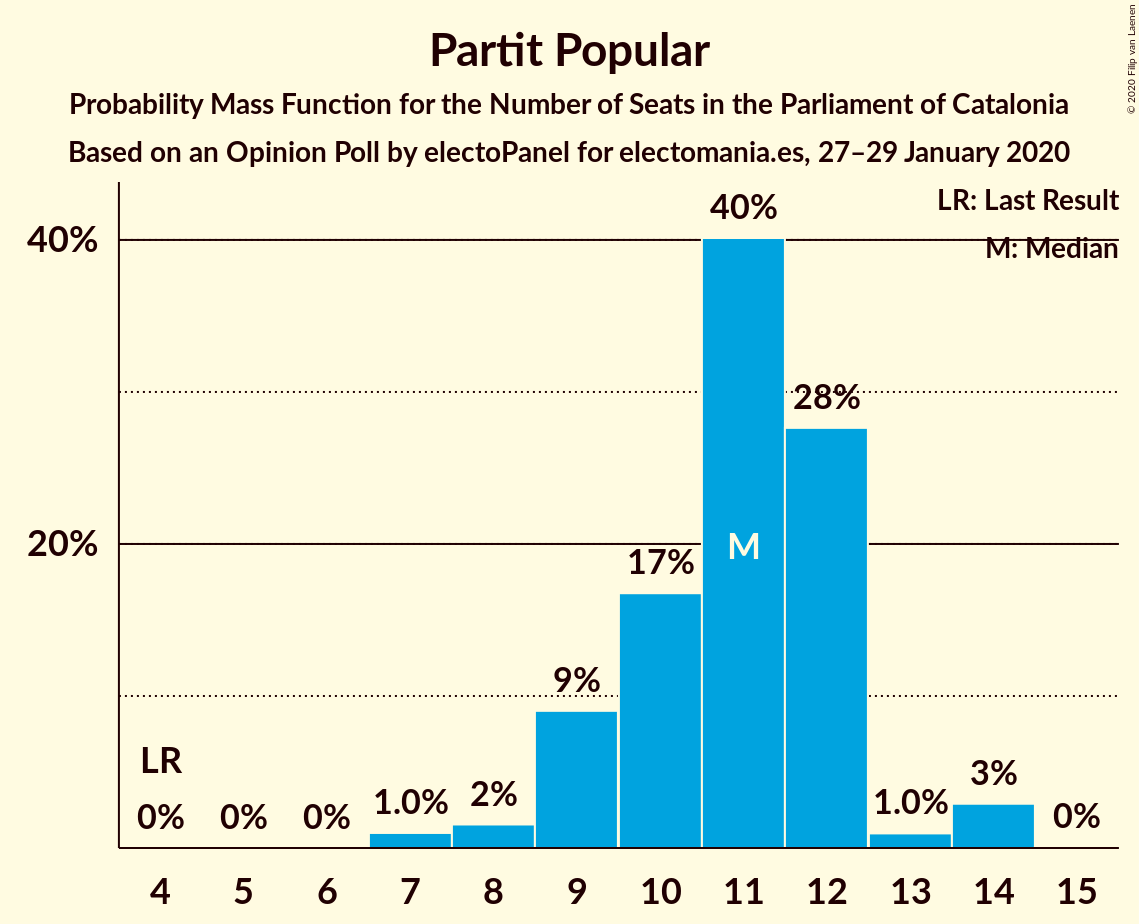 Partit Popular
Probability Mass Function for the Number of Seats in the Parliament of Catalonia
Based on an Opinion Poll by electoPanel for electomania.es, 27–29 January 2020
© 2020 Filip van Laenen
LR: Last Result
M: Median
40%
20%
LR
0%
0%
0%
1.0%
2%
9%
17%
40%
M
28%
1.0%
3%
0%
4 5 6 7 8 9 10 11 12 13 14 15